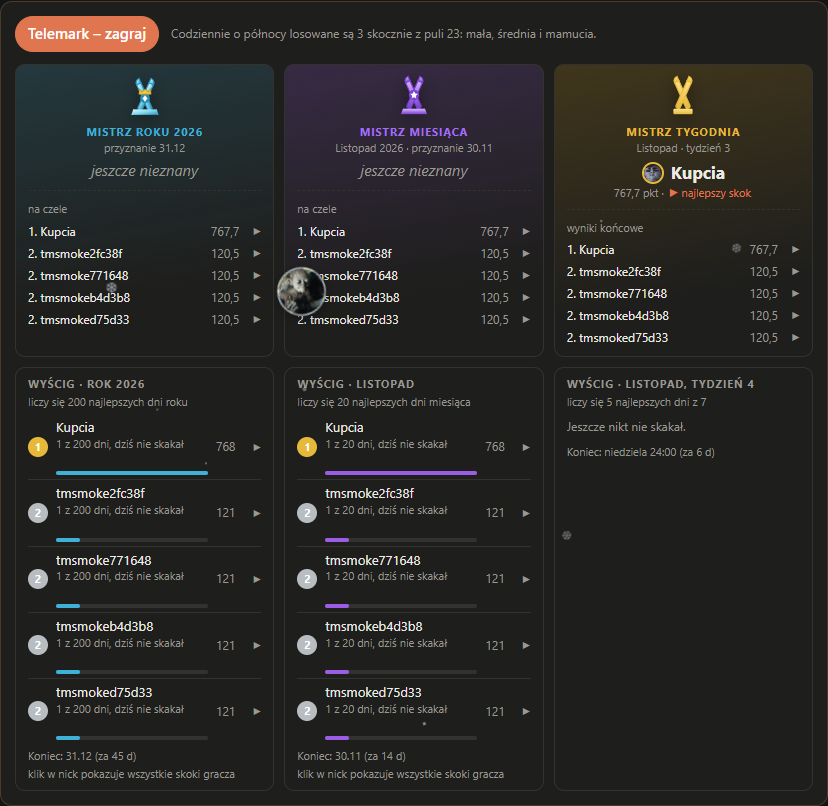 Telemark – zagraj
Codziennie o północy losowane są 3 skocznie z puli 23: mała, średnia i mamucia.
MISTRZ ROKU 2026
przyznanie 31.12
jeszcze nieznany
na czele
1. Kupcia 767,7 ▶
2. tmsmoke2fc38f 120,5 ▶
2. tmsmoke771648 120,5 ▶
2. tmsmokeb4d3b8 120,5 ▶
2. tmsmoked75d33 120,5 ▶
MISTRZ MIESIĄCA
Listopad 2026 · przyznanie 30.11
jeszcze nieznany
na czele
1. Kupcia 767,7 ▶
2. tmsmoke2fc38f 120,5 ▶
smoke771648 120,5 ▶
smokeb4d3b8 120,5 ▶
2. tmsmoked75d33 120,5 ▶
MISTRZ TYGODNIA
Listopad · tydzień 3
Kupcia
767,7 pkt · ▶ najlepszy skok
wyniki końcowe
1. Kupcia 767,7 ▶
2. tmsmoke2fc38f 120,5 ▶
2. tmsmoke771648 120,5 ▶
2. tmsmokeb4d3b8 120,5 ▶
2. tmsmoked75d33 120,5 ▶
WYŚCIG · ROK 2026
liczy się 200 najlepszych dni roku
Kupcia
1 1 z 200 dni, dziś nie skakał 768 ▶
tmsmoke2fc38f
2 1 z 200 dni, dziś nie skakał 121 ▶
tmsmoke771648
2 1 z 200 dni, dziś nie skakał 121 ▶
tmsmokeb4d3b8
2 1 z 200 dni, dziś nie skakał 121 ▶
tmsmoked75d33
2 1 z 200 dni, dziś nie skakał 121 ▶
Koniec: 31.12 (za 45 d)
klik w nick pokazuje wszystkie skoki gracza
WYŚCIG · LISTOPAD
liczy się 20 najlepszych dni miesiąca
Kupcia
1 1 z 20 dni, dziś nie skakał 768 ▶
tmsmoke2fc38f
2 1 z 20 dni, dziś nie skakał 121 ▶
tmsmoke771648
2 1 z 20 dni, dziś nie skakał 121 ▶
tmsmokeb4d3b8
2 1 z 20 dni, dziś nie skakał 121 ▶
tmsmoked75d33
2 1 z 20 dni, dziś nie skakał 121 ▶
Koniec: 30.11 (za 14 d)
klik w nick pokazuje wszystkie skoki gracza
WYŚCIG · LISTOPAD, TYDZIEŃ 4
liczy się 5 najlepszych dni z 7
Jeszcze nikt nie skakał.
Koniec: niedziela 24:00 (za 6 d)